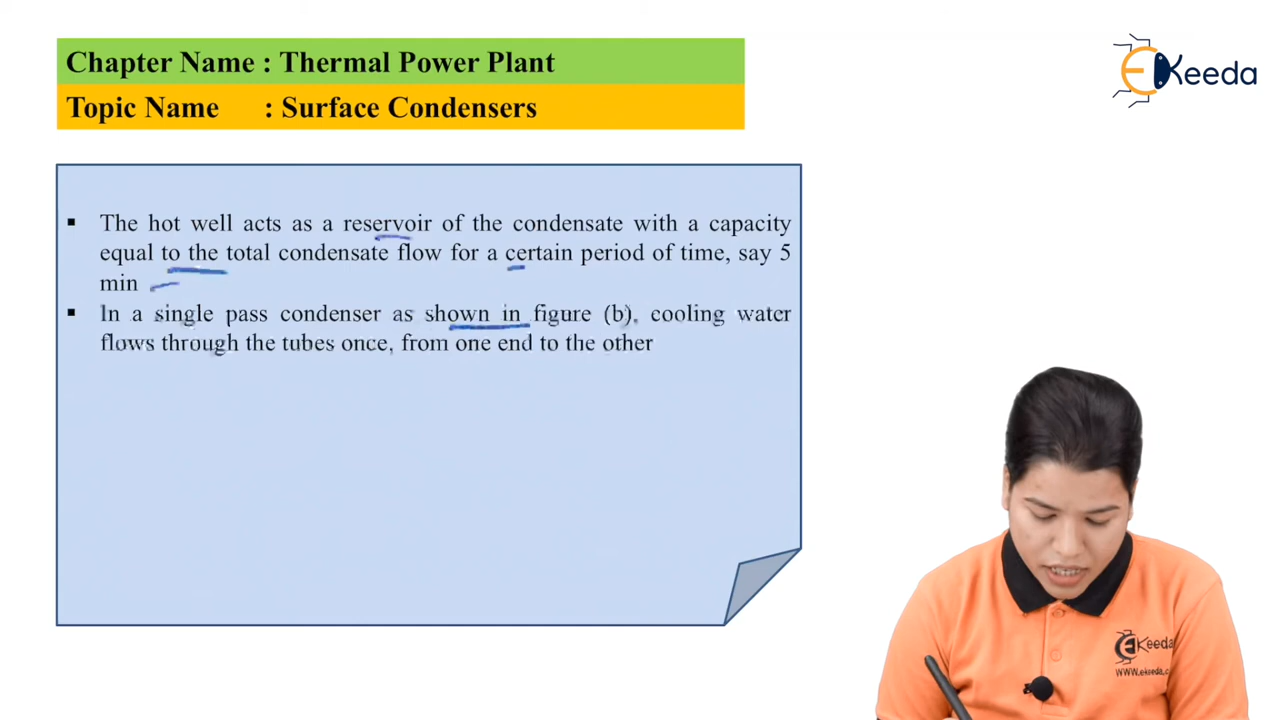 Chapter Name : Thermal Power Plant
Topic Name : Surface Condensers
EKeeda
▪ The hot well acts as a reservoir of the condensate with a capacity
equal to the total condensate flow for a certain period of time, say 5
min
▪ In a single pass condenser as shown in figure (b), cooling water
flows through the tubes once, from one end to the other
EKeeda